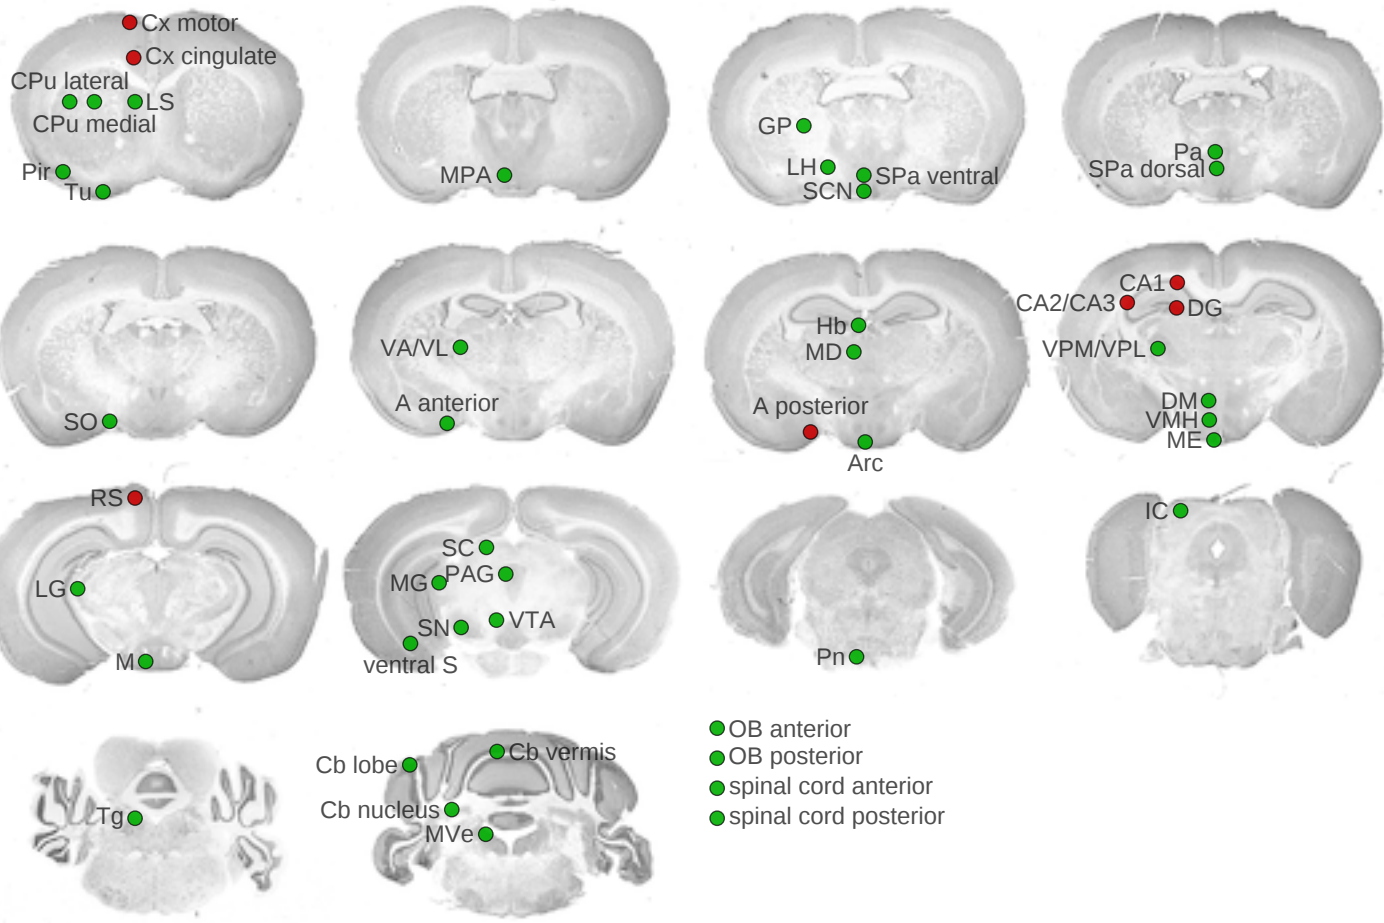 Cx motor
Cx cingulate
CPu lateral
LS
CPu medial
Pir
Tu
MPA
GP
LH
SPa ventral
SCN
Pa
SPa dorsal
SO
VA/VL
A anterior
Hb
MD
A posterior
Arc
CA1
CA2/CA3
DG
VPM/VPL
DM
VMH
ME
RS
LG
M
SC
MG
PAG
SN
VTA
ventral S
Pn
IC
Tg
Cb lobe
Cb vermis
Cb nucleus
MVe
OB anterior
OB posterior
spinal cord anterior
spinal cord posterior